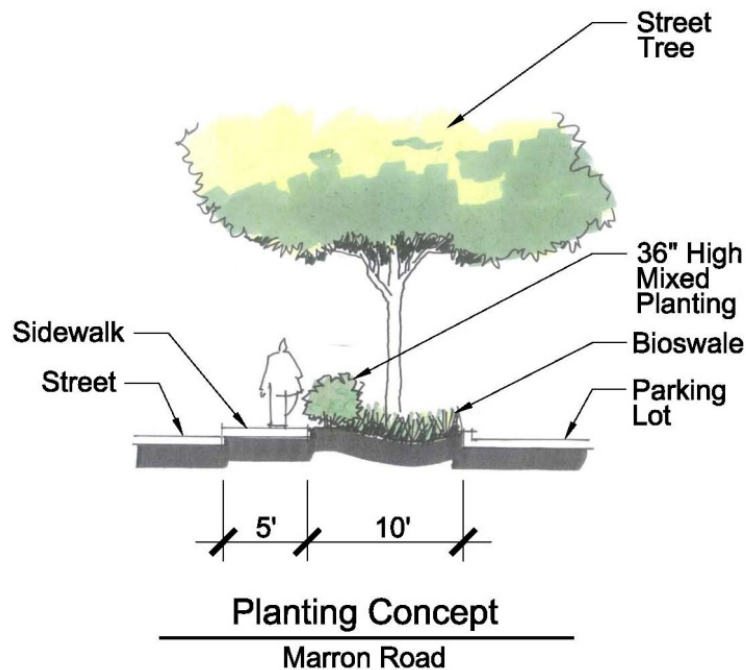 Street
Tree
36" High
Mixed
Planting
Sidewalk
Bioswale
Street
Parking
Lot
5'
10'
Planting Concept
Marron Road